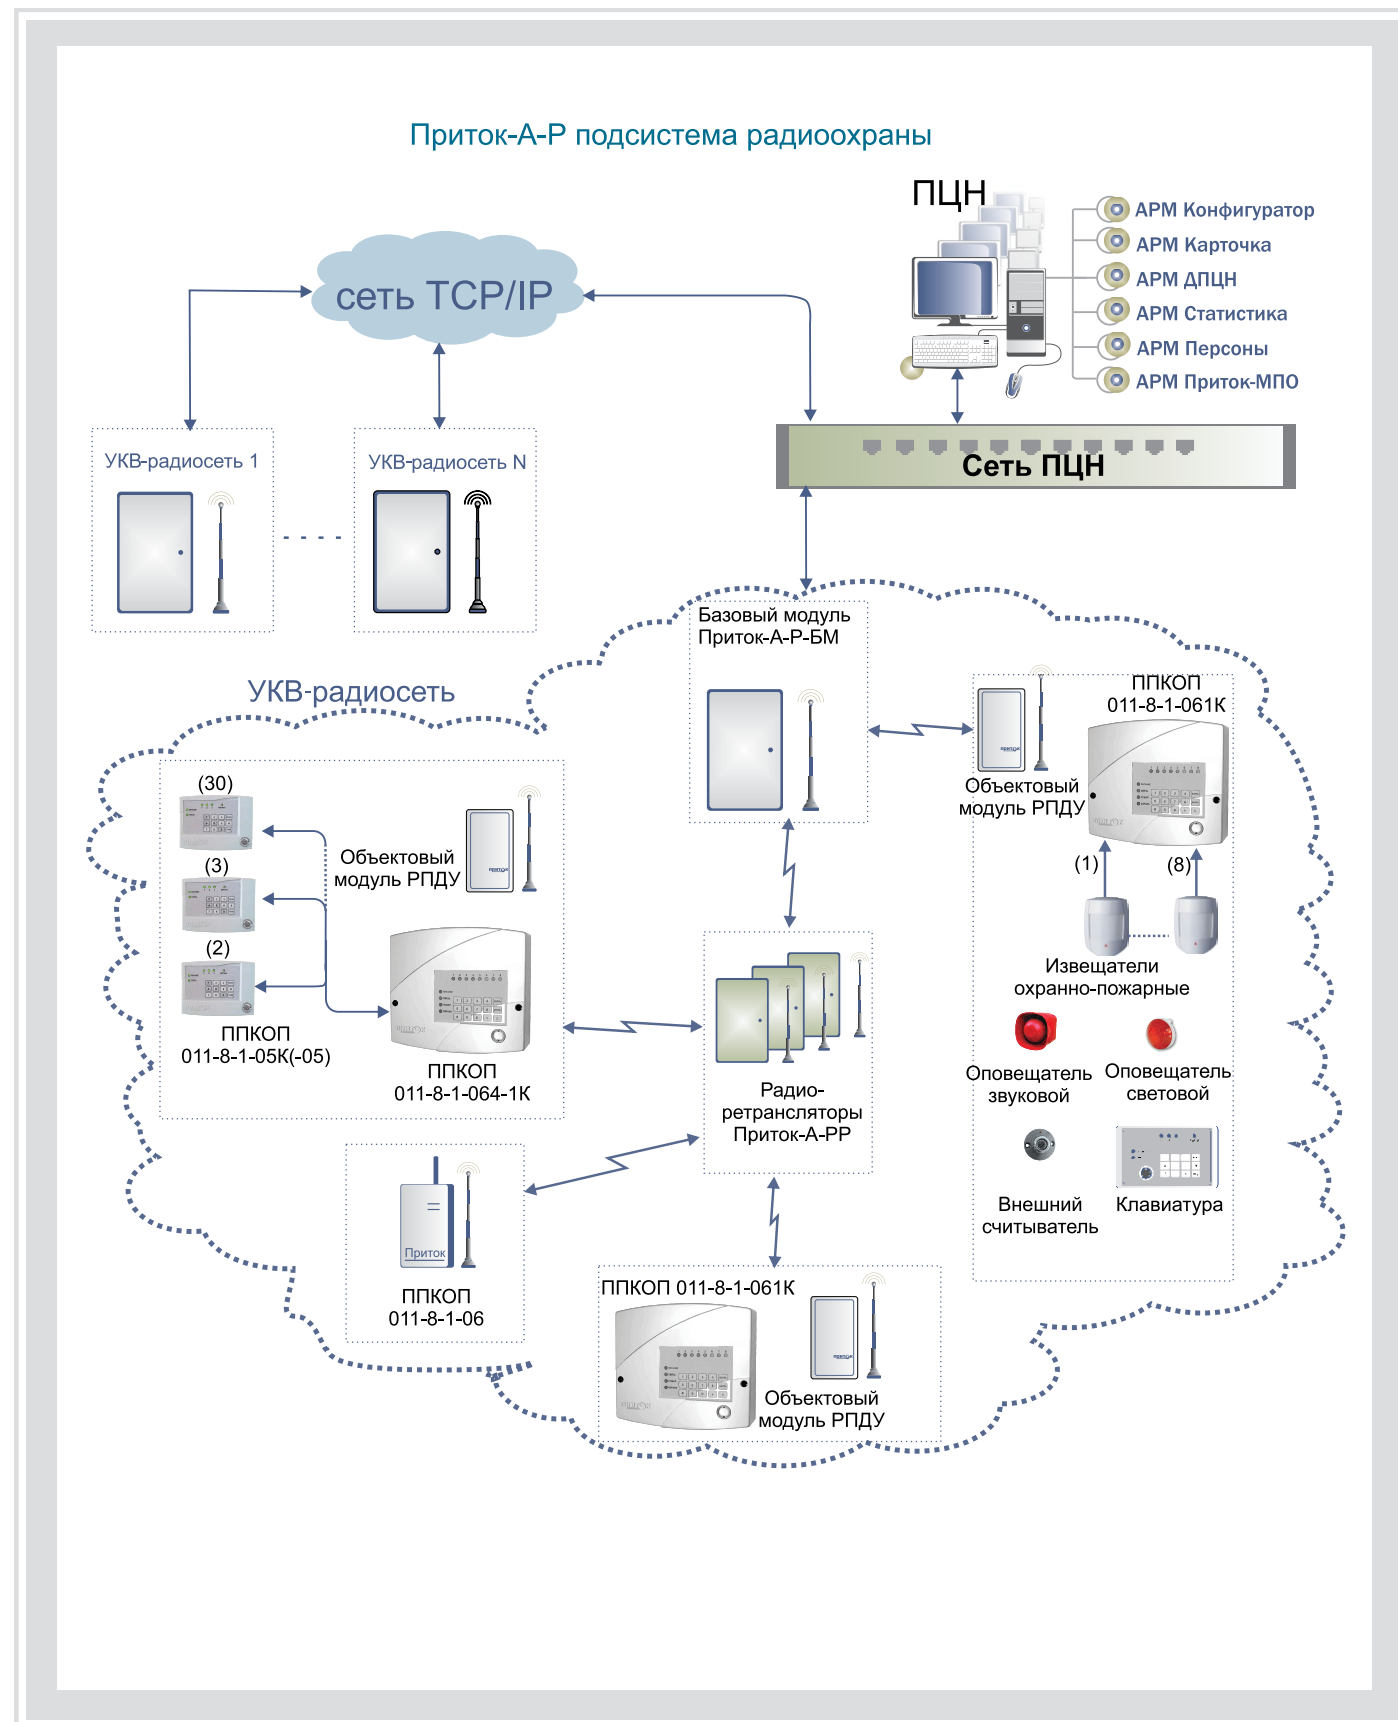 Приток-А-Р подсистема радиоохраны
ПЦН
АРМ Конфигуратор
АРМ Карточка
АРМ ДПЦН
АРМ Статистика
АРМ Персоны
АРМ Приток-МПО
сеть TCP/IP
УКВ-радиосеть 1
УКВ-радиосеть N
Сеть ПЦН
Базовый модуль
Приток-А-Р-БМ
УКВ-радиосеть
ППКОП
011-8-1-061К
Объектовый
модуль РПДУ
(30)
(3)
(2)
Объектовый
модуль РПДУ
ППКОП
011-8-1-05К(-05)
ППКОП
011-8-1-064-1К
(1)
(8)
Извещатели
охранно-пожарные
Оповещатель
звуковой
Оповещатель
световой
Внешний
считыватель
Клавиатура
Радио-
ретрансляторы
Приток-А-РР
Приток
ППКОП
011-8-1-06
ППКОП 011-8-1-061К
Объектовый
модуль РПДУ